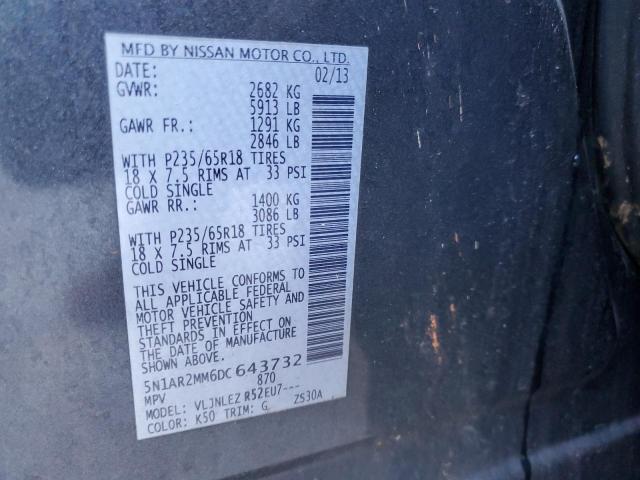 MFD BY NISSAN MOTOR CO., LTD.
DATE: 02/13
GVWR: 2682 KG
5913 LB
GAWR FR.: 1291 KG
2846 LB
WITH P235/65R18 TIRES
18 X 7.5 RIMS AT 33 PSI
COLD SINGLE
GAWR RR.: 1400 KG
3086 LB
WITH P235/65R18 TIRES
18 X 7.5 RIMS AT 33 PSI
COLD SINGLE
THIS VEHICLE CONFORMS TO
ALL APPLICABLE FEDERAL
MOTOR VEHICLE SAFETY AND
THEFT PREVENTION
STANDARDS IN EFFECT ON
THE DATE OF MANUFACTURE
SHOWN ABOVE.
5N1AR2MM6DC643732
MPV 870
MODEL: VLJNLEZ R52EU7---
COLOR: K50 TRIM: G ZS30A